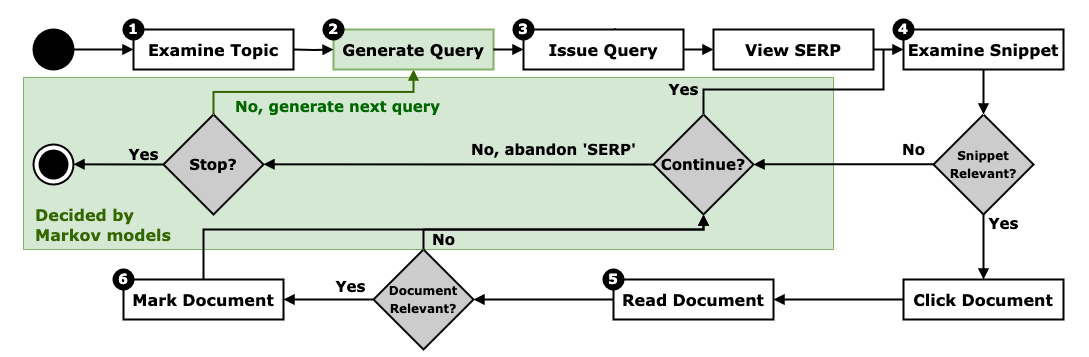 1
Examine Topic
2
Generate Query
3
Issue Query
View SERP
4
Examine Snippet
Yes
No, generate next query
Yes
Stop?
No, abandon 'SERP'
Continue?
No
Snippet
Relevant?
Decided by
Markov models
Yes
No
6
Mark Document
Yes
Document
Relevant?
5
Read Document
Click Document